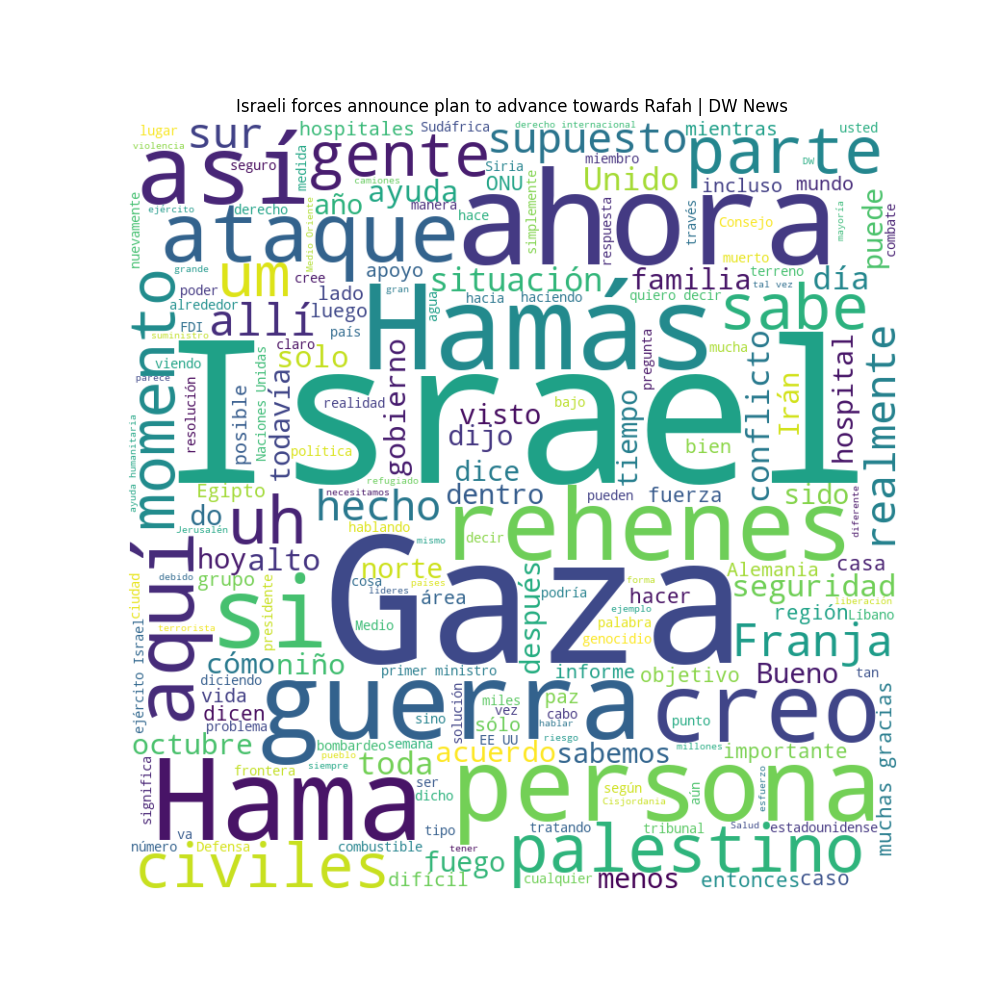 Israeli forces announce plan to advance towards Rafah | DW News
lugar
sur
hospitales
Sudáfrica
derecho internacional
supuesto
mientras
usted
violencia
así
seguro
medida
gente
Siria
miembro
parte
DW
camiones
ONU
Unido
incluso
mundo
ayuda
nuevamente
ejército
derecho
año
manera
hace
simplemente
respuesta
través
Consejo
mayoría
puede
combate
Medio Oriente
ataque
ahora
muerto
grande
um
cree
apoyo
situación
familia
terreno
tal vez
día
momento
poder
lado
gran
agua
hacia
haciendo
quiero decir
sabe
alrededor
allí
luego
Hamás
FDI
país
suministro
claro
solo
pregunta
mucha
viendo
parece
Israel
resolución
posible
Naciones Unidas
todavía
realidad
gobierno
visto
bajo
tiempo
conflicto
Irán
hospital
realmente
dijo
bien
política
dice
refugiado
ayuda humanitaria
Egipto
necesitamos
dentro
pueden
fuerza
sido
diferente
do
Jerusalén
uh
hecho
hablando
rehenes
mismo
decir
aquí
hoy
alto
norte
Alemania
casa
debido
grupo
cosa
países
forma
seguridad
ciudad
si
presidente
líderes
área
después
podría
hacer
liberación
ejemplo
Gaza
terrorista
Medio
palabra
región
Líbano
genocidio
Franja
ejército Israel
cómo
niño
primer ministro
informe
objetivo
Bueno
tan
diciendo
vida
guerra
solución
miles
paz
creo
dicen
vez
problema
sino
sólo
cabo
hablar
punto
muchas gracias
octubre
bombardeo
semana
EE UU
riesgo
millones
pueblo
acuerdo
sabemos
importante
significa
frontera
siempre
toda
Hama
ser
dicho
persona
según
Cisjordania
aún
esfuerzo
va
tipo
tratando
tribunal
Salud
estadounidense
número
Defensa
combustible
tener
palestino
civiles
difícil
fuego
cualquier
menos
entonces
caso